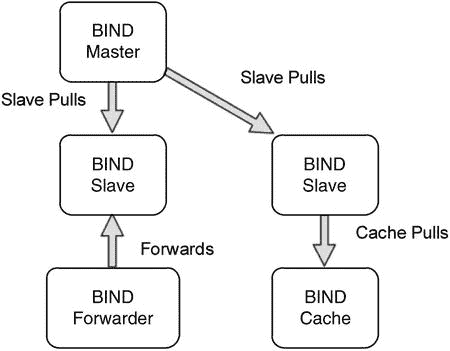 BIND
Master
Slave Pulls
Slave Pulls
BIND
Slave
BIND
Slave
Forwards
Cache Pulls
BIND
Forwarder
BIND
Cache